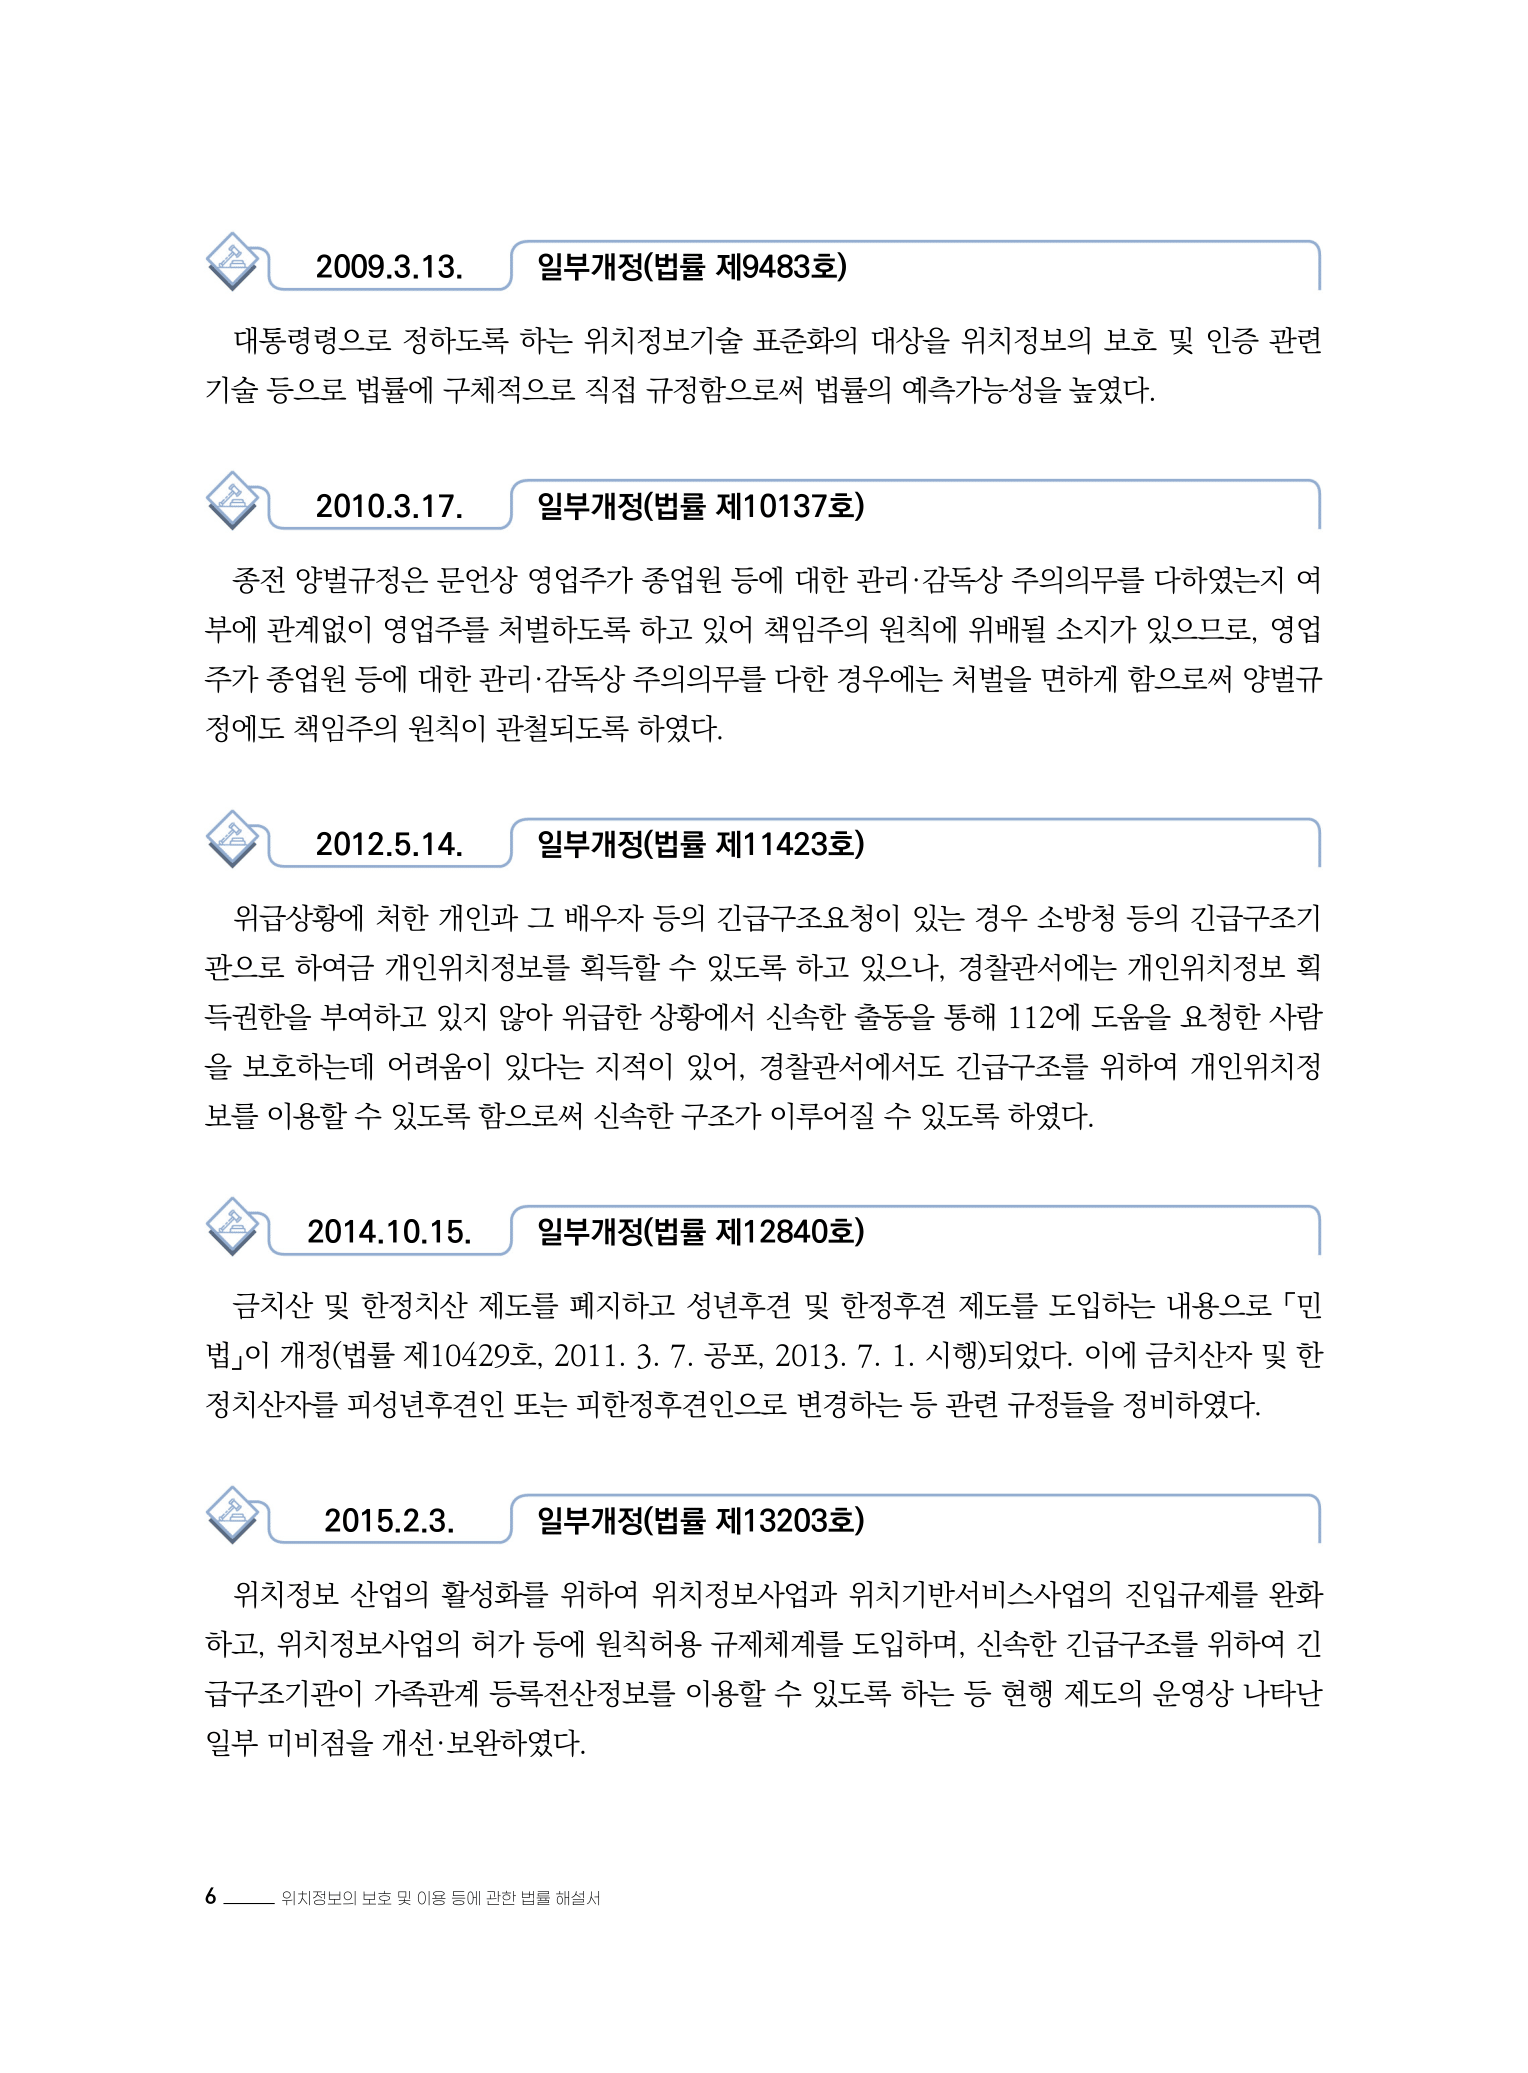 2009.3.13. 일부개정(법률 제9483호)
대통령령으로 정하도록 하는 위치정보기술 표준화의 대상을 위치정보의 보호 및 인증 관련
기술 등으로 법률에 구체적으로 직접 규정함으로써 법률의 예측가능성을 높였다.
2010.3.17. 일부개정(법률 제10137호)
종전 양벌규정은 문언상 영업주가 종업원 등에 대한 관리·감독상 주의의무를 다하였는지 여
부에 관계없이 영업주를 처벌하도록 하고 있어 책임주의 원칙에 위배될 소지가 있으므로, 영업
주가 종업원 등에 대한 관리·감독상 주의의무를 다한 경우에는 처벌을 면하게 함으로써 양벌규
정에도 책임주의 원칙이 관철되도록 하였다.
2012.5.14. 일부개정(법률 제11423호)
위급상황에 처한 개인과 그 배우자 등의 긴급구조요청이 있는 경우 소방청 등의 긴급구조기
관으로 하여금 개인위치정보를 획득할 수 있도록 하고 있으나, 경찰관서에는 개인위치정보 획
득권한을 부여하고 있지 않아 위급한 상황에서 신속한 출동을 통해 112에 도움을 요청한 사람
을 보호하는데 어려움이 있다는 지적이 있어, 경찰관서에서도 긴급구조를 위하여 개인위치정
보를 이용할 수 있도록 함으로써 신속한 구조가 이루어질 수 있도록 하였다.
2014.10.15. 일부개정(법률 제12840호)
금치산 및 한정치산 제도를 폐지하고 성년후견 및 한정후견 제도를 도입하는 내용으로 「민
법」이 개정(법률 제10429호, 2011. 3. 7. 공포, 2013. 7. 1. 시행)되었다. 이에 금치산자 및 한
정치산자를 피성년후견인 또는 피한정후견인으로 변경하는 등 관련 규정들을 정비하였다.
2015.2.3. 일부개정(법률 제13203호)
위치정보 산업의 활성화를 위하여 위치정보사업과 위치기반서비스사업의 진입규제를 완화
하고, 위치정보사업의 허가 등에 원칙허용 규제체계를 도입하며, 신속한 긴급구조를 위하여 긴
급구조기관이 가족관계 등록전산정보를 이용할 수 있도록 하는 등 현행 제도의 운영상 나타난
일부 미비점을 개선·보완하였다.
6 위치정보의 보호 및 이용 등에 관한 법률 해설서